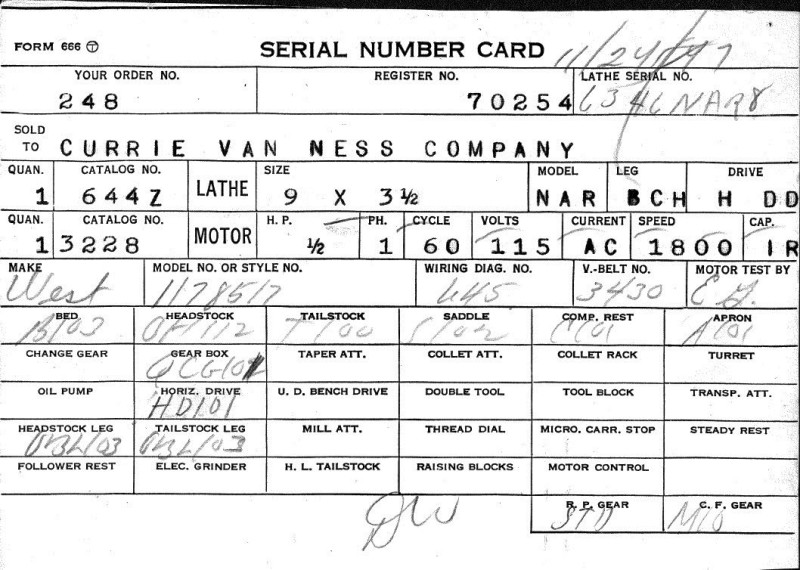 FORM 666 T SERIAL NUMBER CARD 11/24/47
YOUR ORDER NO. REGISTER NO. LATHE SERIAL NO.
248 70254 6346NAR8
SOLD
TO CURRIE VAN NESS COMPANY
QUAN. CATALOG NO. LATHE SIZE MODEL LEG DRIVE
1 644Z 9 X 3½ NAR BCH H DD
QUAN. CATALOG NO. MOTOR H. P. PH. CYCLE VOLTS CURRENT SPEED CAP.
1 3228 ½ 1 60 115 AC 1800 IR
MAKE MODEL NO. OR STYLE NO. WIRING DIAG. NO. V.-BELT NO. MOTOR TEST BY
West 1178517 645 3430
BED HEADSTOCK TAILSTOCK SADDLE COMP. REST APRON
B103 T100 S102 C101 A101
CHANGE GEAR GEAR BOX TAPER ATT. COLLET ATT. COLLET RACK TURRET
OIL PUMP HORIZ. DRIVE U. D. BENCH DRIVE DOUBLE TOOL TOOL BLOCK TRANSP. ATT.
HD101
HEADSTOCK LEG TAILSTOCK LEG MILL ATT. THREAD DIAL MICRO. CARR. STOP STEADY REST
FOLLOWER REST ELEC. GRINDER H. L. TAILSTOCK RAISING BLOCKS MOTOR CONTROL
R. P. GEAR C. F. GEAR
STD